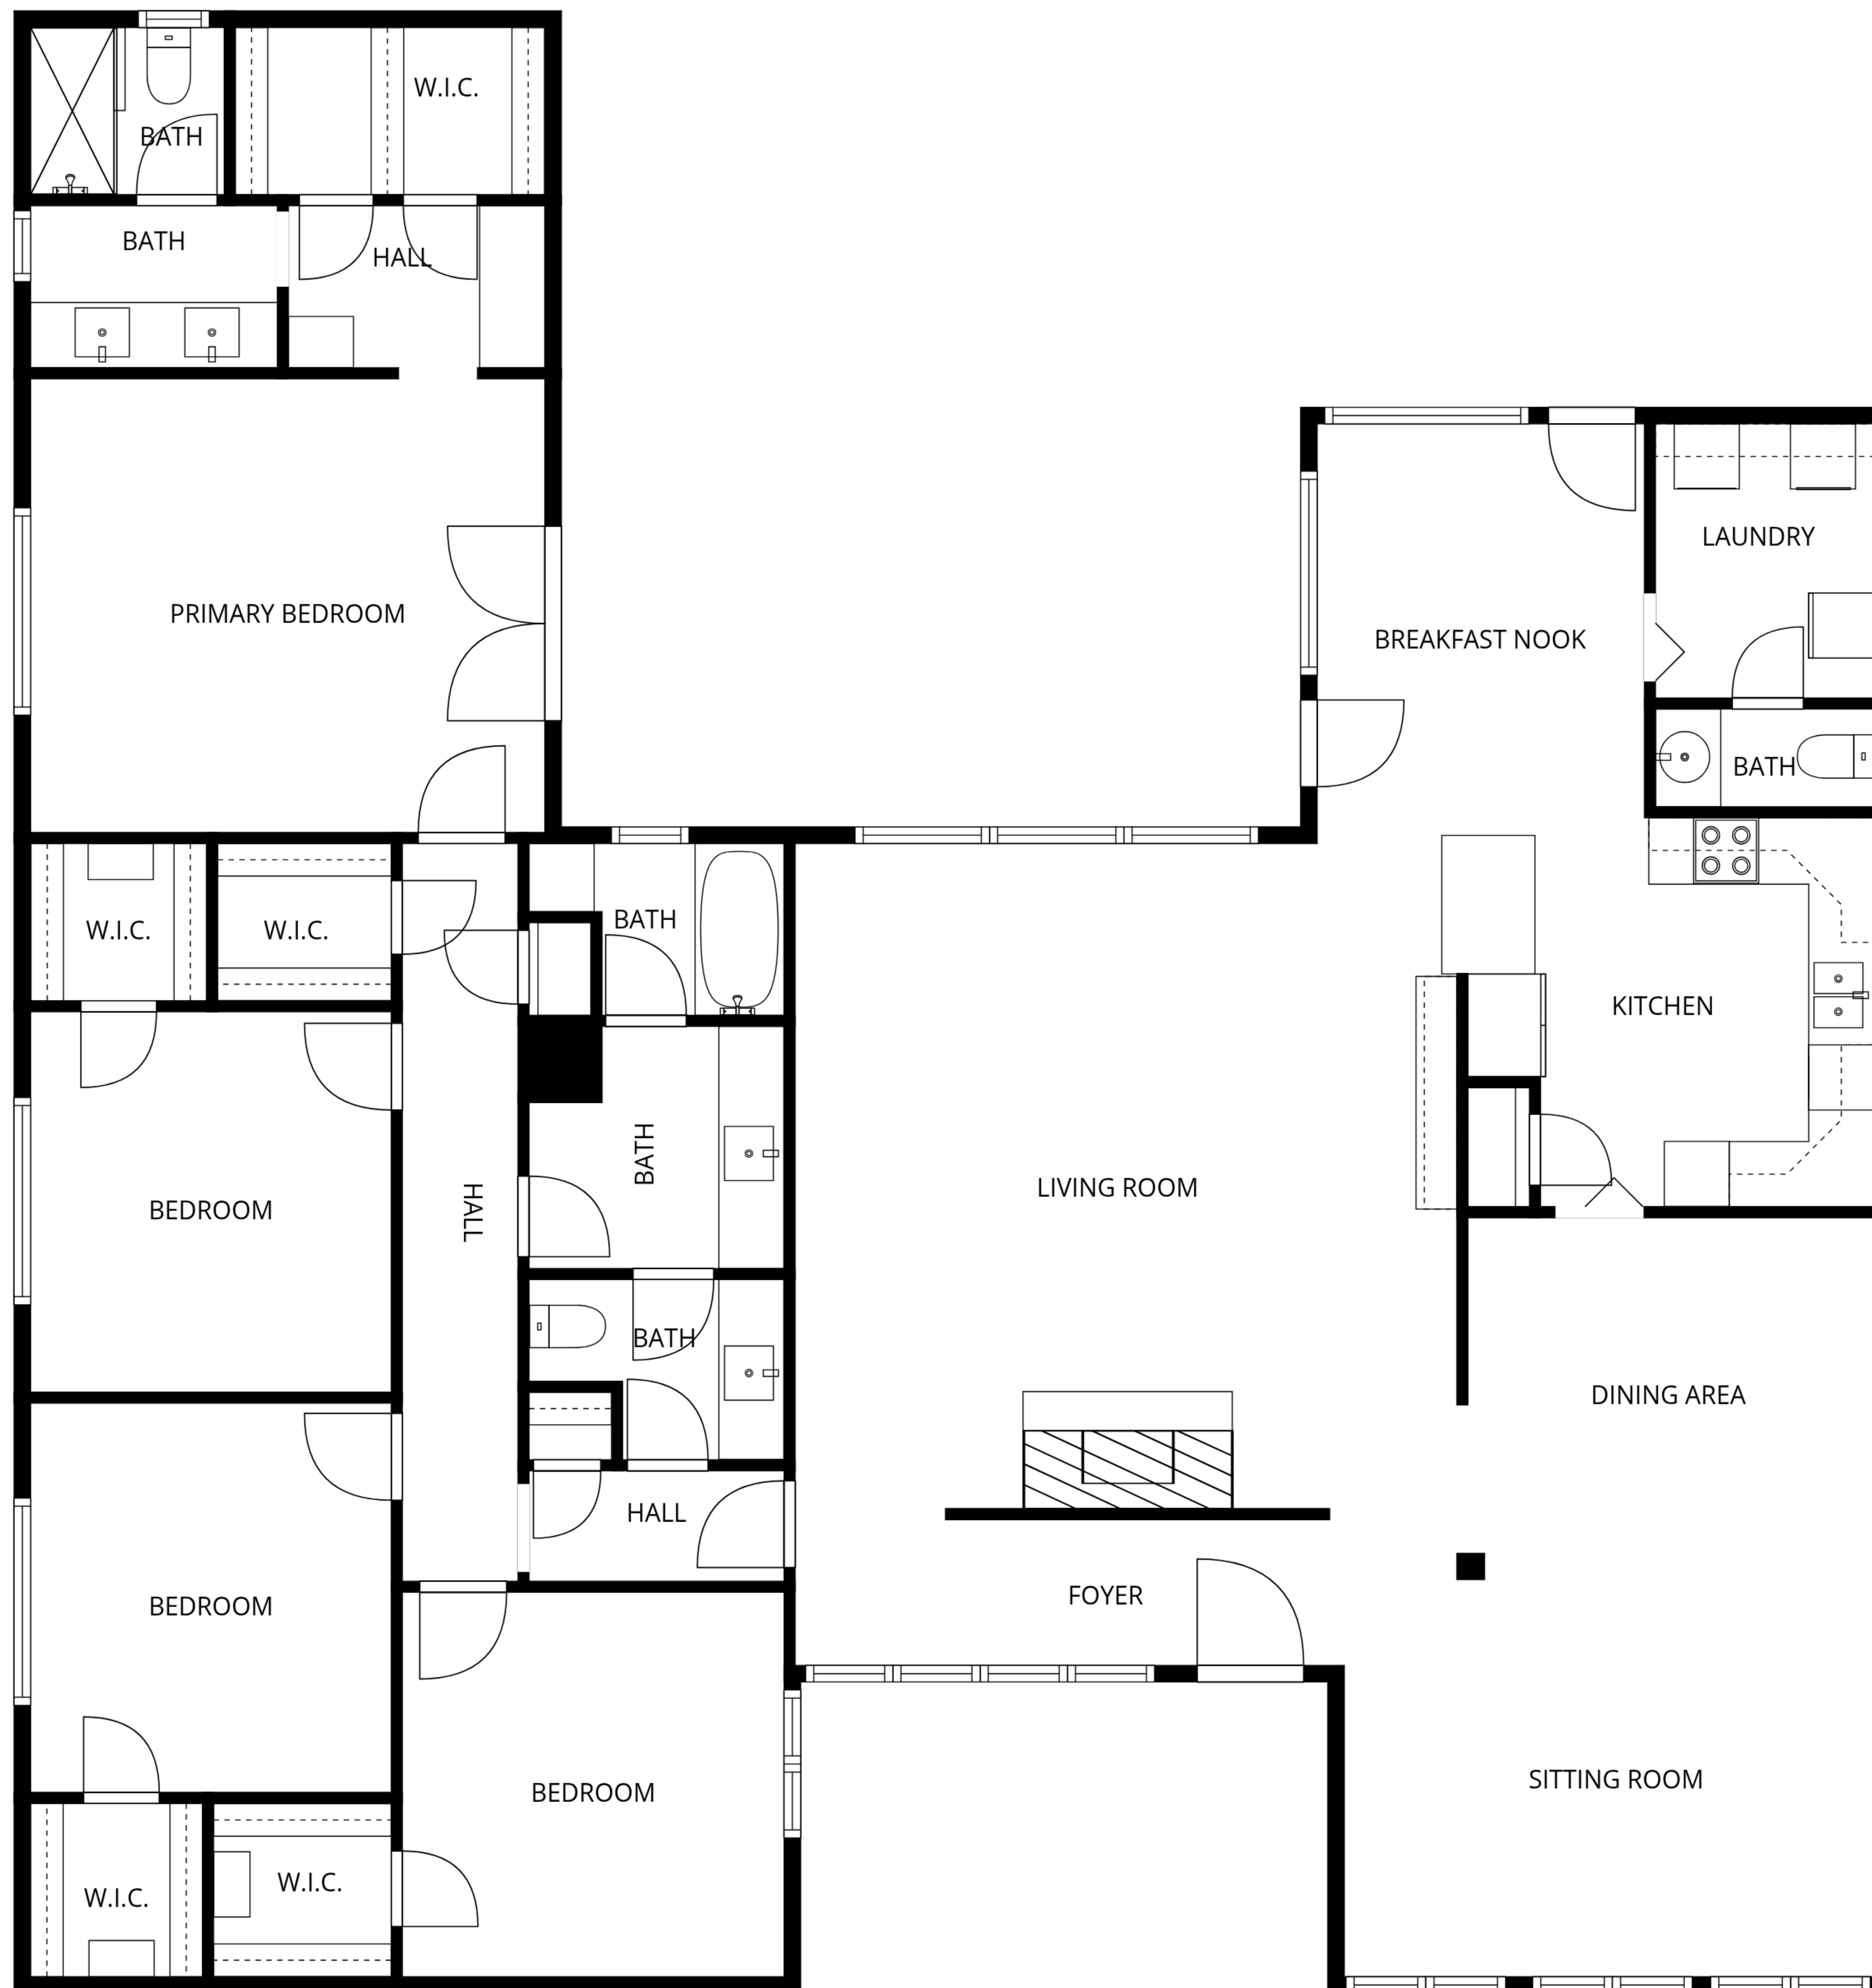 W.I.C.
BATH
BATH
HALL
LAUNDRY
PRIMARY BEDROOM
BREAKFAST NOOK
BATH
BATH
W.I.C.
W.I.C.
KITCHEN
BATH
LIVING ROOM
BEDROOM
HALL
BATH
DINING AREA
HALL
FOYER
BEDROOM
SITTING ROOM
BEDROOM
W.I.C.
W.I.C.